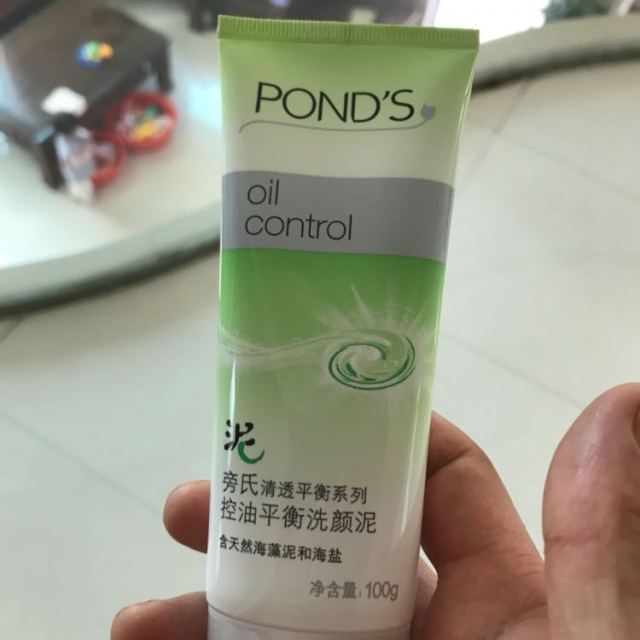 POND'S
oil
control
泥
旁氏清透平衡系列
控油平衡洗颜泥
含天然海藻泥和海盐
净含量:100g